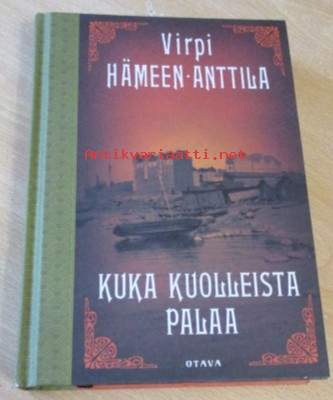 Virpi
HÄMEEN-ANTTILA
Antikvariaatti.net
KUKA KUOLLEISTA
PALAA
OTAVA